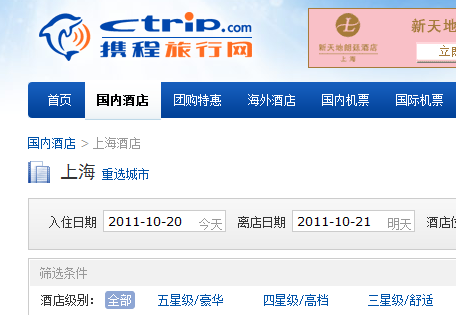 ctrip.com
携程旅行网
新天地朗廷酒店
上海
新天地
立即
首页 国内酒店 团购特惠 海外酒店 国内机票 国际机票
国内酒店 > 上海酒店
上海 重选城市
入住日期 2011-10-20 今天 离店日期 2011-10-21 明天 酒店位
筛选条件
酒店级别: 全部 五星级/豪华 四星级/高档 三星级/舒适